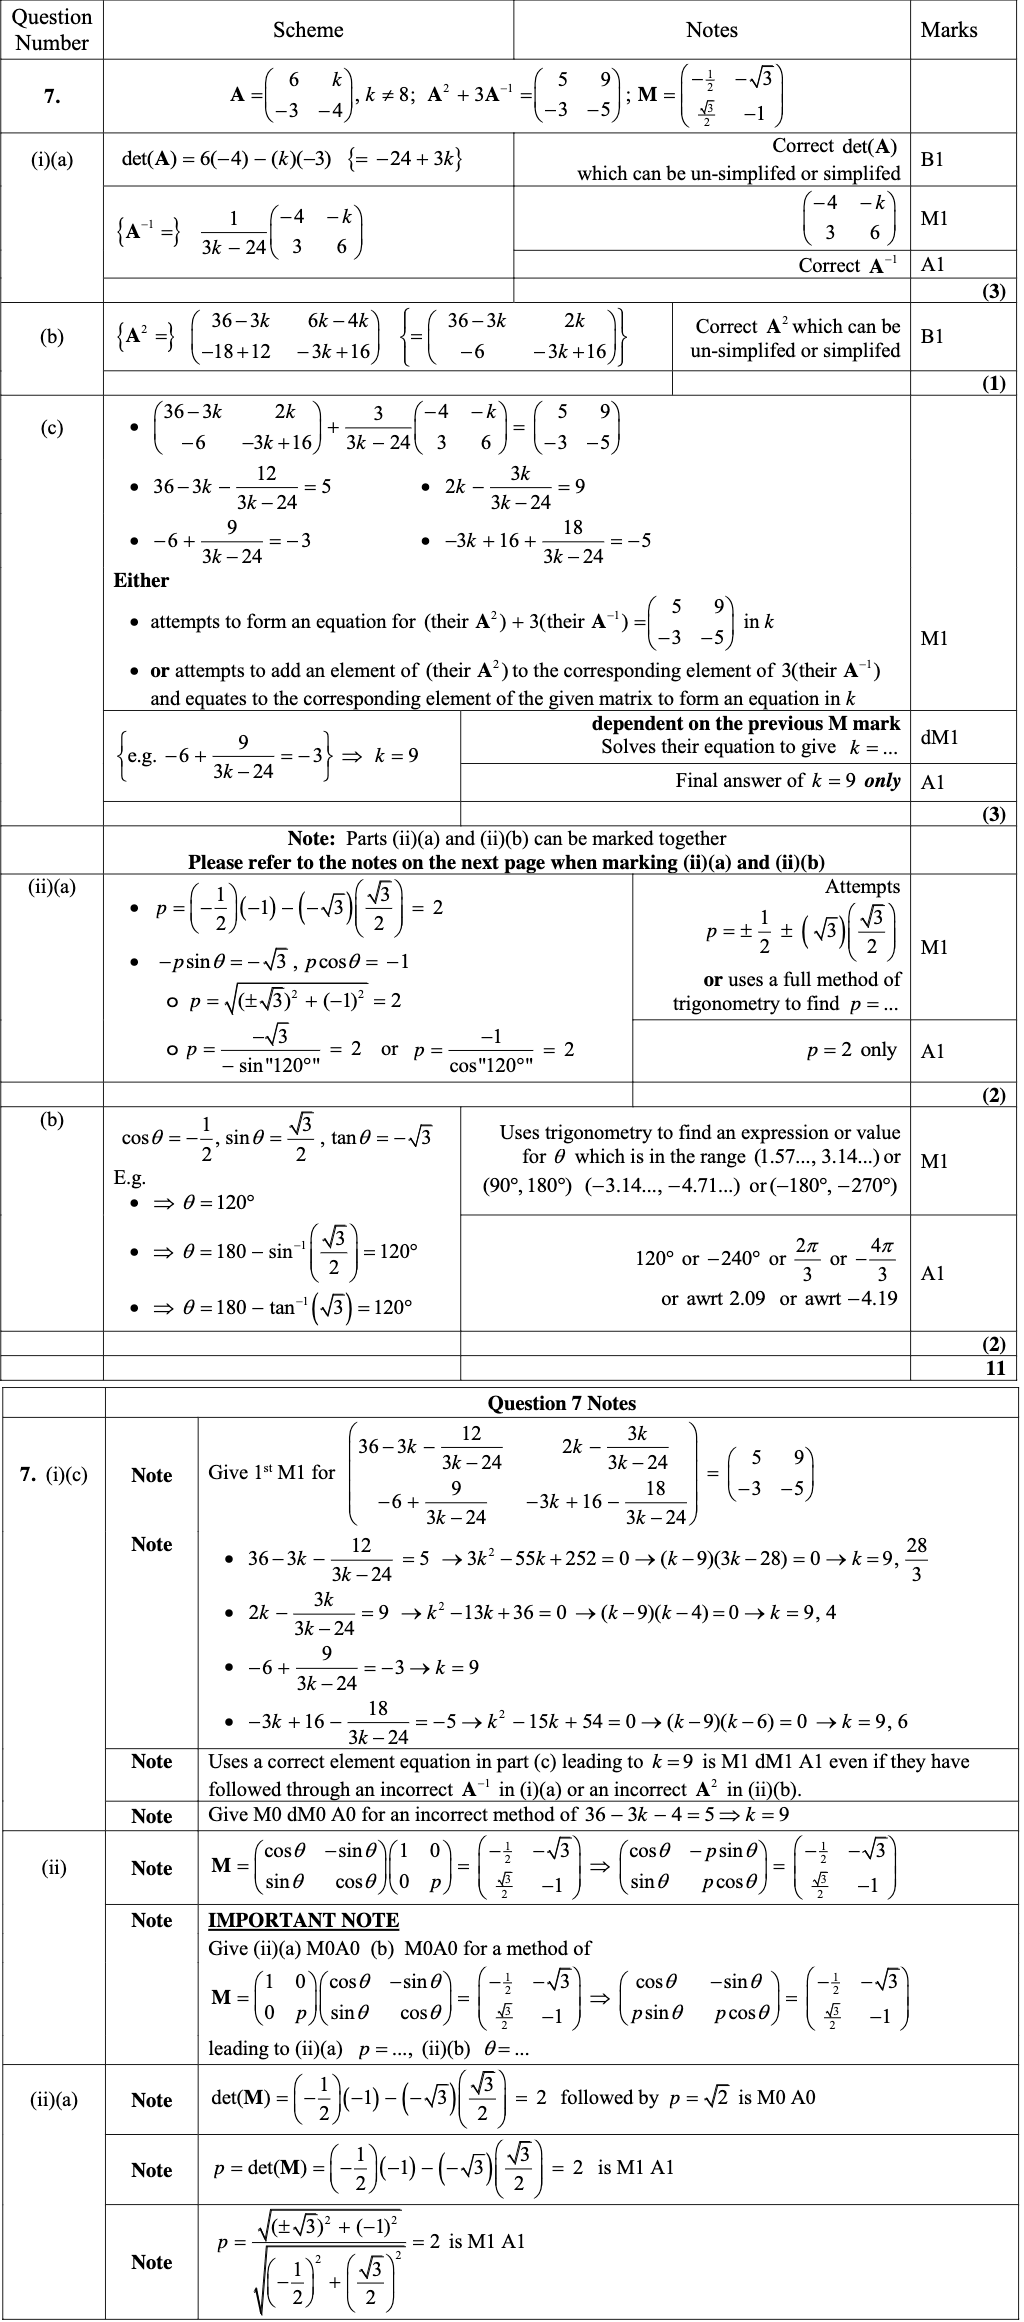 Question Number | Scheme | Notes | Marks
7. | $\mathbf{A} = \begin{pmatrix} 6 & k \\ -3 & -4 \end{pmatrix}, k \neq 8;\ \mathbf{A}^2 + 3\mathbf{A}^{-1} = \begin{pmatrix} 5 & 9 \\ -3 & -5 \end{pmatrix};\ \mathbf{M} = \begin{pmatrix} -\frac{1}{2} & -\sqrt{3} \\ \frac{\sqrt{3}}{2} & -1 \end{pmatrix}$
(i)(a) | $\det(\mathbf{A}) = 6(-4) - (k)(-3)\ \{= -24 + 3k\}$ | Correct $\det(\mathbf{A})$ | B1
which can be un-simplifed or simplifed
$\{\mathbf{A}^{-1} =\}\ \frac{1}{3k-24}\begin{pmatrix} -4 & -k \\ 3 & 6 \end{pmatrix}$ | $\begin{pmatrix} -4 & -k \\ 3 & 6 \end{pmatrix}$ | M1
Correct $\mathbf{A}^{-1}$ | A1
(3)
(b) | $\{\mathbf{A}^2 =\}\ \begin{pmatrix} 36-3k & 6k-4k \\ -18+12 & -3k+16 \end{pmatrix}\ \left\{= \begin{pmatrix} 36-3k & 2k \\ -6 & -3k+16 \end{pmatrix}\right\}$ | Correct $\mathbf{A}^2$ which can be un-simplifed or simplifed | B1
(1)
(c) | • $\begin{pmatrix} 36-3k & 2k \\ -6 & -3k+16 \end{pmatrix} + \frac{3}{3k-24}\begin{pmatrix} -4 & -k \\ 3 & 6 \end{pmatrix} = \begin{pmatrix} 5 & 9 \\ -3 & -5 \end{pmatrix}$
• $36-3k-\frac{12}{3k-24} = 5$ • $2k-\frac{3k}{3k-24} = 9$
• $-6+\frac{9}{3k-24} = -3$ • $-3k+16+\frac{18}{3k-24} = -5$
Either
• attempts to form an equation for (their $\mathbf{A}^2$) + 3(their $\mathbf{A}^{-1}$) $= \begin{pmatrix} 5 & 9 \\ -3 & -5 \end{pmatrix}$ in $k$ | M1
• or attempts to add an element of (their $\mathbf{A}^2$) to the corresponding element of 3(their $\mathbf{A}^{-1}$)
and equates to the corresponding element of the given matrix to form an equation in $k$
$\left\{\text{e.g. } -6+\frac{9}{3k-24} = -3\right\} \Rightarrow k = 9$ | dependent on the previous M mark | dM1
Solves their equation to give $k = ...$
Final answer of $k = 9$ only | A1
(3)
Note: Parts (ii)(a) and (ii)(b) can be marked together
Please refer to the notes on the next page when marking (ii)(a) and (ii)(b)
(ii)(a) | • $p = \left(-\frac{1}{2}\right)(-1) - (-\sqrt{3})\left(\frac{\sqrt{3}}{2}\right) = 2$ | Attempts $p = \pm\frac{1}{2} \pm (\sqrt{3})\left(\frac{\sqrt{3}}{2}\right)$ | M1
• $-p\sin\theta = -\sqrt{3},\ p\cos\theta = -1$ | or uses a full method of
o $p = \sqrt{(\pm\sqrt{3})^2 + (-1)^2} = 2$ | trigonometry to find $p = ...$
o $p = \frac{-\sqrt{3}}{-\sin"120°"} = 2$ or $p = \frac{-1}{\cos"120°"} = 2$ | $p = 2$ only | A1
(2)
(b) | $\cos\theta = -\frac{1}{2}, \sin\theta = \frac{\sqrt{3}}{2}, \tan\theta = -\sqrt{3}$ | Uses trigonometry to find an expression or value | M1
for $\theta$ which is in the range (1.57..., 3.14...) or
(90°, 180°) (−3.14..., −4.71...) or (−180°, −270°)
E.g.
• $\Rightarrow \theta = 120°$
• $\Rightarrow \theta = 180 - \sin^{-1}\left(\frac{\sqrt{3}}{2}\right) = 120°$ | 120° or −240° or $\frac{2\pi}{3}$ or $-\frac{4\pi}{3}$ | A1
• $\Rightarrow \theta = 180 - \tan^{-1}(\sqrt{3}) = 120°$ | or awrt 2.09 or awrt −4.19
(2)
11
Question 7 Notes
7. (i)(c) | Note | Give 1st M1 for $\begin{pmatrix} 36-3k-\frac{12}{3k-24} & 2k-\frac{3k}{3k-24} \\ -6+\frac{9}{3k-24} & -3k+16-\frac{18}{3k-24} \end{pmatrix} = \begin{pmatrix} 5 & 9 \\ -3 & -5 \end{pmatrix}$
Note | • $36-3k-\frac{12}{3k-24} = 5 \rightarrow 3k^2-55k+252 = 0 \rightarrow (k-9)(3k-28) = 0 \rightarrow k = 9, \frac{28}{3}$
• $2k-\frac{3k}{3k-24} = 9 \rightarrow k^2-13k+36 = 0 \rightarrow (k-9)(k-4) = 0 \rightarrow k = 9, 4$
• $-6+\frac{9}{3k-24} = -3 \rightarrow k = 9$
• $-3k+16-\frac{18}{3k-24} = -5 \rightarrow k^2-15k+54 = 0 \rightarrow (k-9)(k-6) = 0 \rightarrow k = 9, 6$
Note | Uses a correct element equation in part (c) leading to $k = 9$ is M1 dM1 A1 even if they have
followed through an incorrect $\mathbf{A}^{-1}$ in (i)(a) or an incorrect $\mathbf{A}^2$ in (ii)(b).
Note | Give M0 dM0 A0 for an incorrect method of $36-3k-4 = 5 \Rightarrow k = 9$
(ii) | Note | $\mathbf{M} = \begin{pmatrix} \cos\theta & -\sin\theta \\ \sin\theta & \cos\theta \end{pmatrix}\begin{pmatrix} 1 & 0 \\ 0 & p \end{pmatrix} = \begin{pmatrix} -\frac{1}{2} & -\sqrt{3} \\ \frac{\sqrt{3}}{2} & -1 \end{pmatrix} \Rightarrow \begin{pmatrix} \cos\theta & -p\sin\theta \\ \sin\theta & p\cos\theta \end{pmatrix} = \begin{pmatrix} -\frac{1}{2} & -\sqrt{3} \\ \frac{\sqrt{3}}{2} & -1 \end{pmatrix}$
Note | IMPORTANT NOTE
Give (ii)(a) M0A0 (b) M0A0 for a method of
$\mathbf{M} = \begin{pmatrix} 1 & 0 \\ 0 & p \end{pmatrix}\begin{pmatrix} \cos\theta & -\sin\theta \\ \sin\theta & \cos\theta \end{pmatrix} = \begin{pmatrix} -\frac{1}{2} & -\sqrt{3} \\ \frac{\sqrt{3}}{2} & -1 \end{pmatrix} \Rightarrow \begin{pmatrix} \cos\theta & -\sin\theta \\ p\sin\theta & p\cos\theta \end{pmatrix} = \begin{pmatrix} -\frac{1}{2} & -\sqrt{3} \\ \frac{\sqrt{3}}{2} & -1 \end{pmatrix}$
leading to (ii)(a) $p = ...$, (ii)(b) $\theta = ...$
(ii)(a) | Note | $\det(\mathbf{M}) = \left(-\frac{1}{2}\right)(-1) - (-\sqrt{3})\left(\frac{\sqrt{3}}{2}\right) = 2$ followed by $p = \sqrt{2}$ is M0 A0
Note | $p = \det(\mathbf{M}) = \left(-\frac{1}{2}\right)(-1) - (-\sqrt{3})\left(\frac{\sqrt{3}}{2}\right) = 2$ is M1 A1
Note | $p = \frac{\sqrt{(\pm\sqrt{3})^2 + (-1)^2}}{\sqrt{\left(-\frac{1}{2}\right)^2 + \left(\frac{\sqrt{3}}{2}\right)^2}} = 2$ is M1 A1